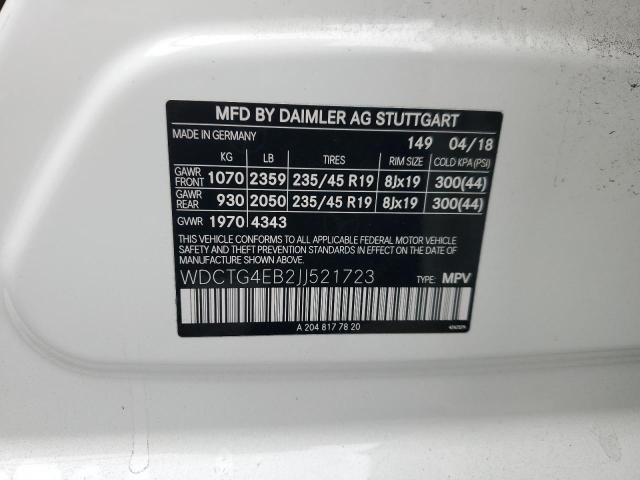 MFD BY DAIMLER AG STUTTGART
MADE IN GERMANY 149 04/18
KG LB TIRES RIM SIZE COLD KPA (PSI)
GAWR FRONT 1070 2359 235/45 R19 8Jx19 300(44)
GAWR REAR 930 2050 235/45 R19 8Jx19 300(44)
GVWR 1970 4343
THIS VEHICLE CONFORMS TO ALL APPLICABLE FEDERAL MOTOR VEHICLE
SAFETY AND THEFT PREVENTION STANDARDS IN EFFECT ON THE DATE
OF MANUFACTURE SHOWN ABOVE.
WDCTG4EB2JJ521723 TYPE: MPV
A 204 817 78 20